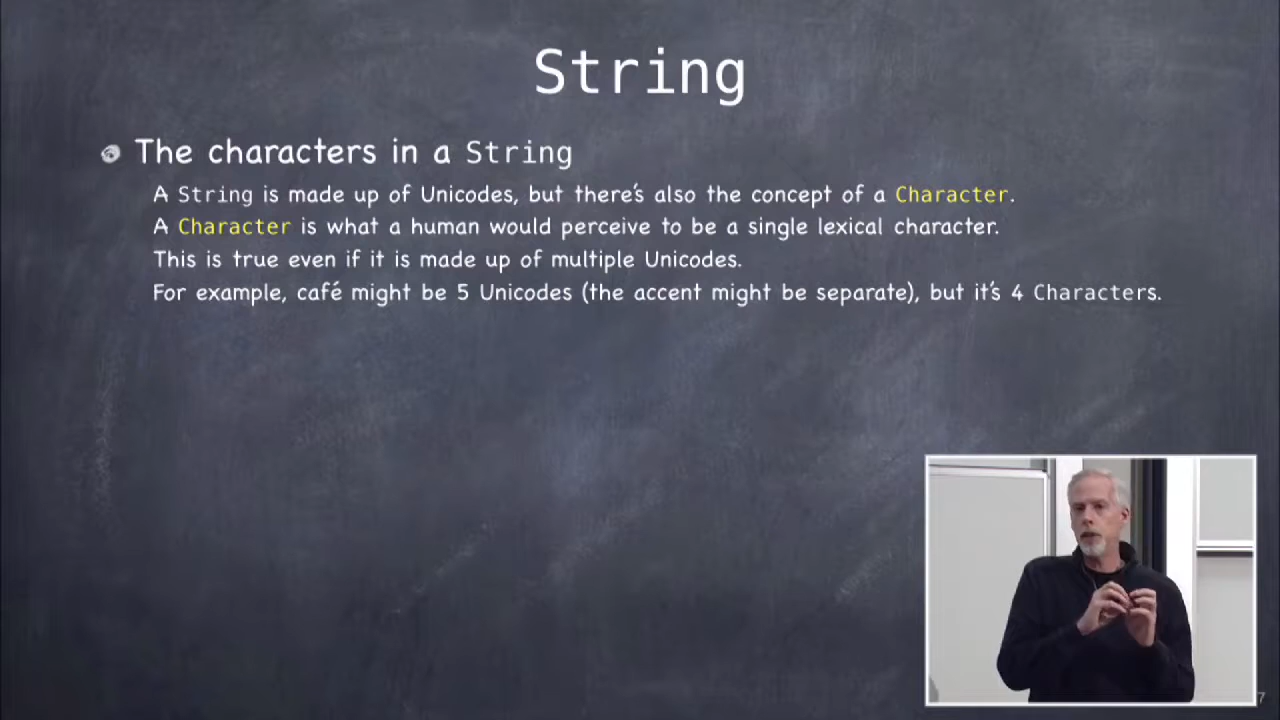 String
The characters in a String
A String is made up of Unicodes, but there's also the concept of a Character.
A Character is what a human would perceive to be a single lexical character.
This is true even if it is made up of multiple Unicodes.
For example, café might be 5 Unicodes (the accent might be separate), but it's 4 Characters.
7